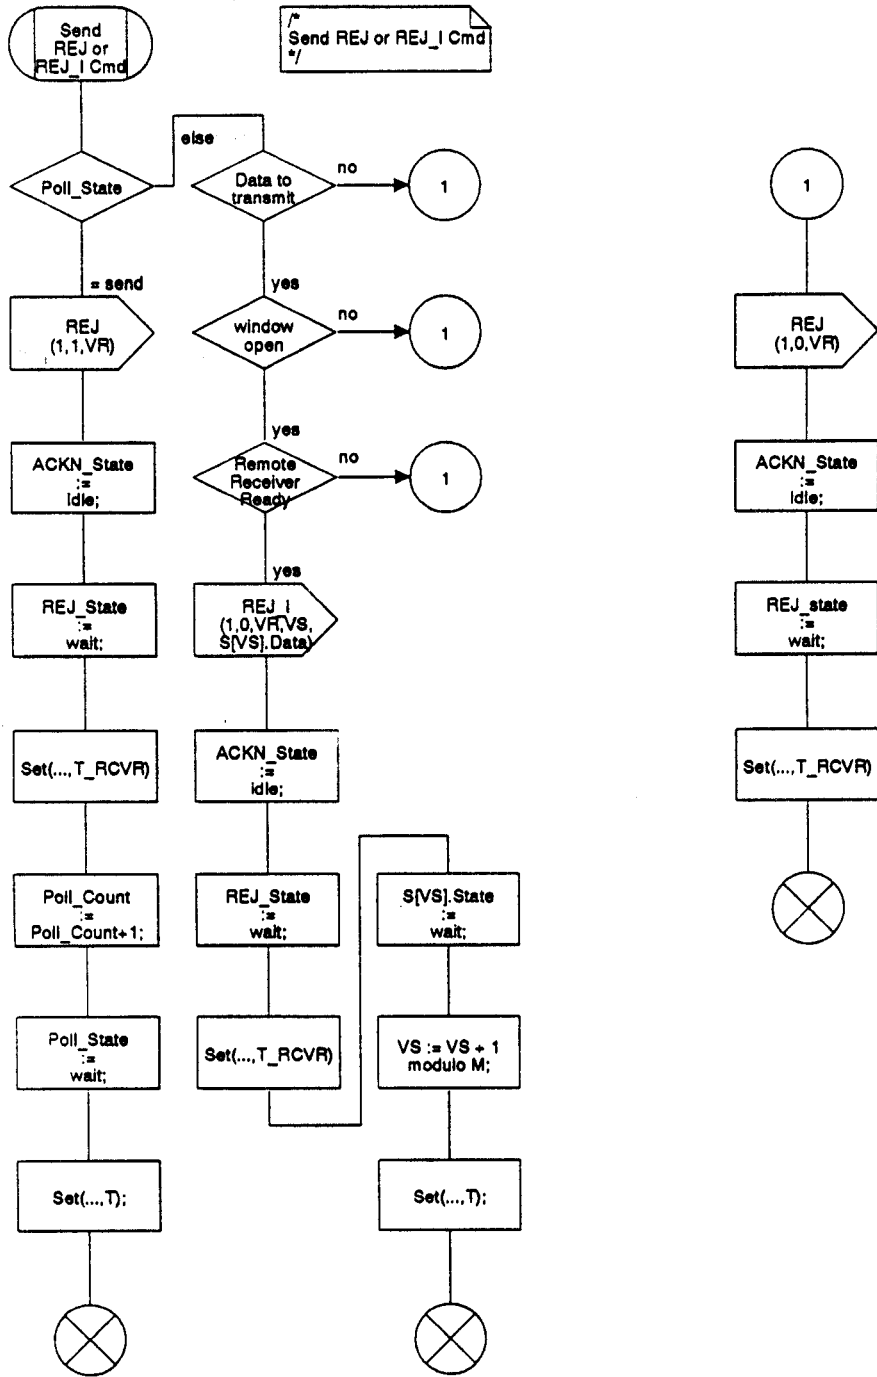 Send
REJ or
REJ_I Cmd
/*
Send REJ or REJ_I Cmd
*/
else
Poll_State
Data to
transmit
no
1
1
= send
yes
REJ
(1,1,VR)
window
open
no
1
REJ
(1,0,VR)
yes
ACKN_State
:=
idle;
Remote
Receiver
Ready
no
1
ACKN_State
:=
idle;
yes
REJ_State
:=
wait;
REJ_I
(1,0,VR,VS,
S[VS].Data)
REJ_state
:=
wait;
Set(...,T_RCVR)
ACKN_State
:=
idle;
Set(...,T_RCVR)
Poll_Count
:=
Poll_Count+1;
REJ_State
:=
wait;
S[VS].State
:=
wait;
Poll_State
:=
wait;
Set(...,T_RCVR)
VS := VS + 1
modulo M;
Set(...,T);
Set(...,T);